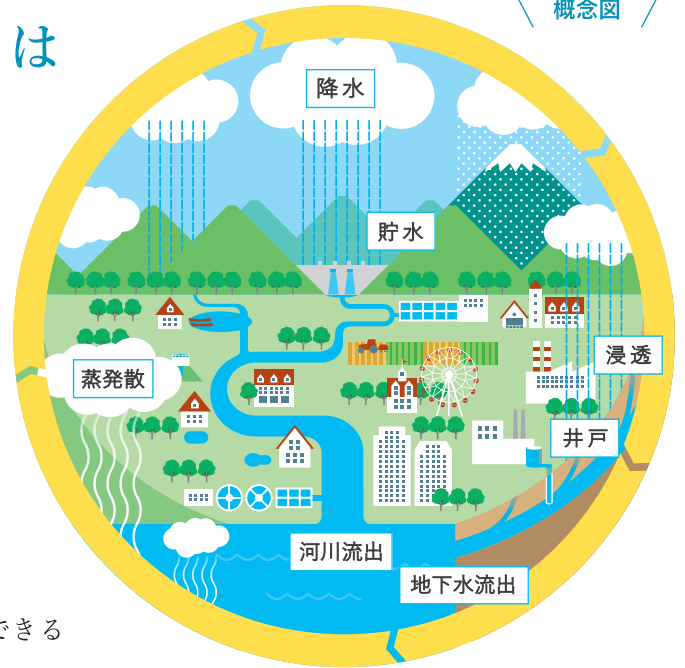 概念図
は
降水
貯水
浸透
蒸発散
井戸
河川流出
地下水流出
できる